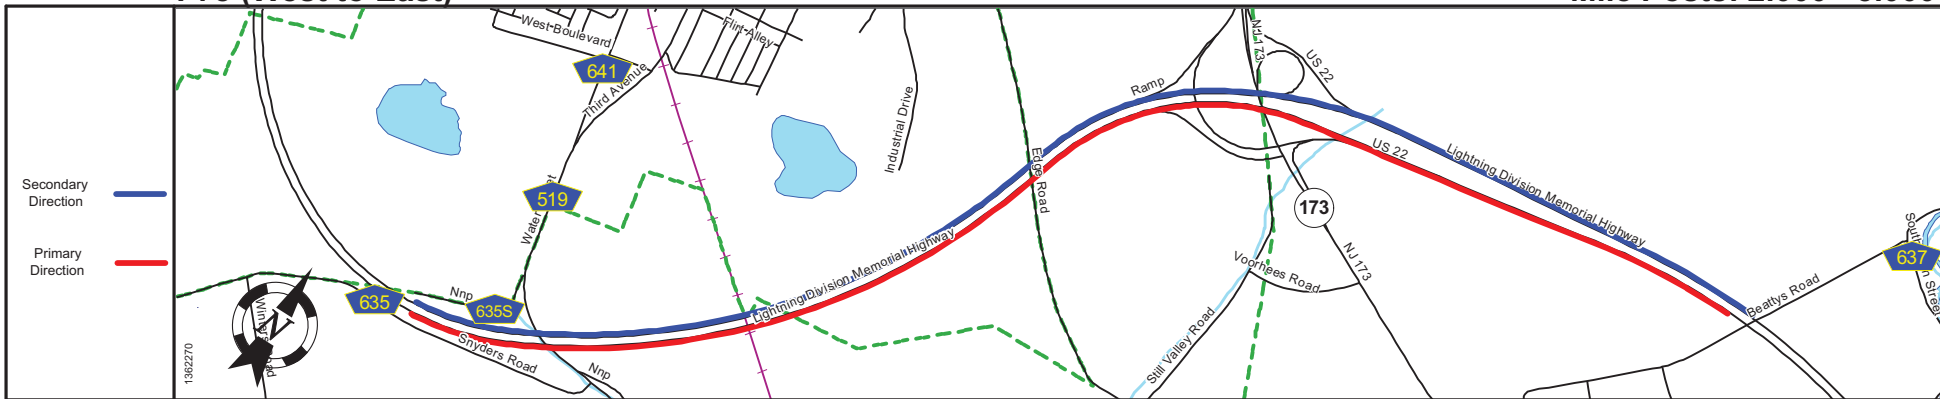 Secondary
Direction
Primary
Direction
West Boulevard
Flirt Alley
641
Third Avenue
Industrial Drive
519
635
Nnp
635S
Snyders Road
Nnp
1362270
N
Lightning Division Memorial Highway
Edge Road
Ramp
NJ 173
US 22
US 22
173
Voorhees Road
NJ 173
Still Valley Road
Lightning Division Memorial Highway
Beattys Road
637